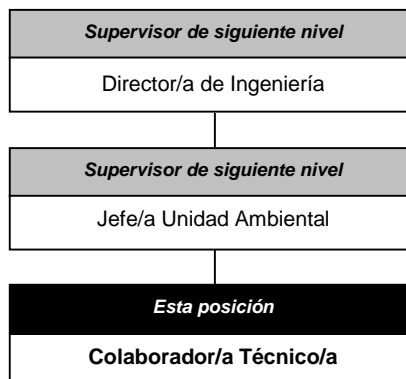 Supervisor de siguiente nivel
Director/a de Ingeniería
Supervisor de siguiente nivel
Jefe/a Unidad Ambiental
Esta posición
Colaborador/a Técnico/a